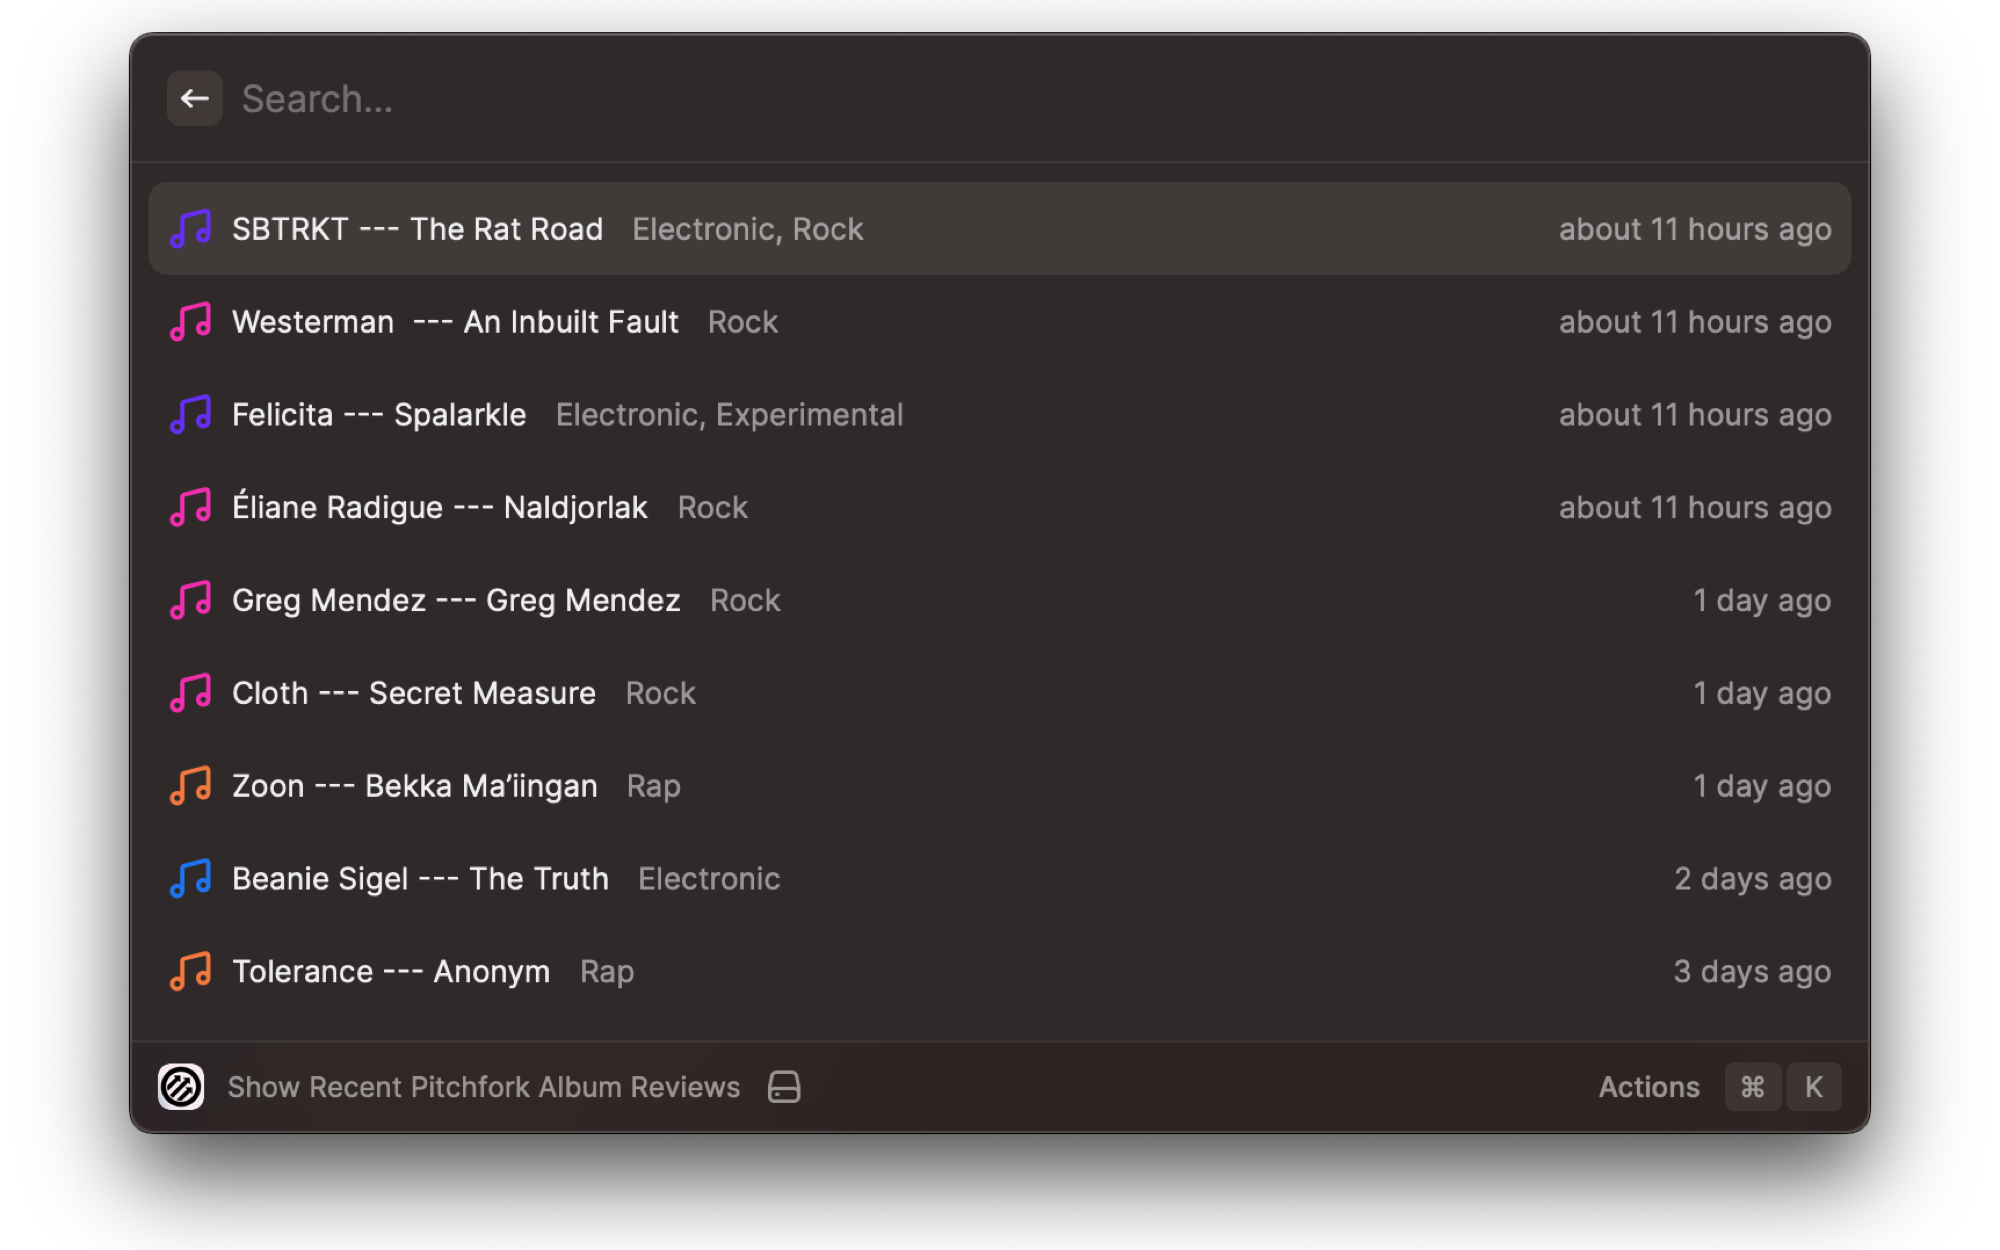 Search...
SBTRKT --- The Rat Road Electronic, Rock about 11 hours ago
Westerman  --- An Inbuilt Fault Rock about 11 hours ago
Felicita --- Spalarkle Electronic, Experimental about 11 hours ago
Éliane Radigue --- Naldjorlak Rock about 11 hours ago
Greg Mendez --- Greg Mendez Rock 1 day ago
Cloth --- Secret Measure Rock 1 day ago
Zoon --- Bekka Ma’iingan Rap 1 day ago
Beanie Sigel --- The Truth Electronic 2 days ago
Tolerance --- Anonym Rap 3 days ago
Show Recent Pitchfork Album Reviews Actions ⌘ K